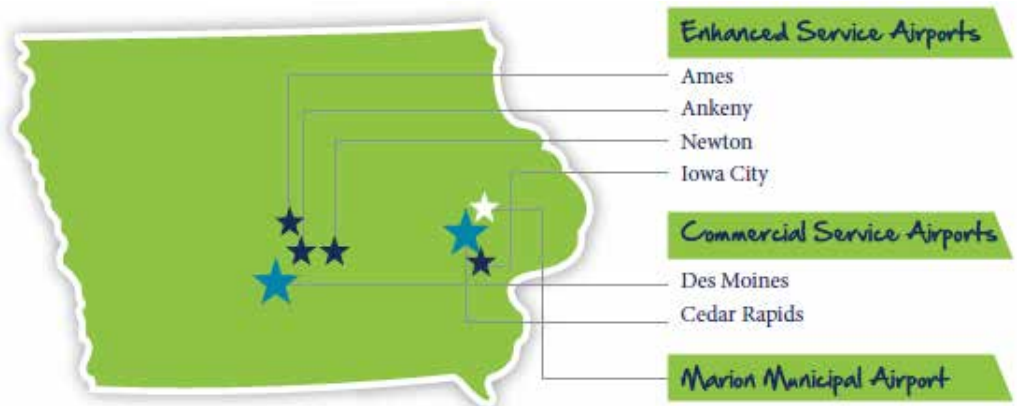 Enhanced Service Airports
Ames
Ankeny
Newton
Iowa City
Commercial Service Airports
Des Moines
Cedar Rapids
Marion Municipal Airport